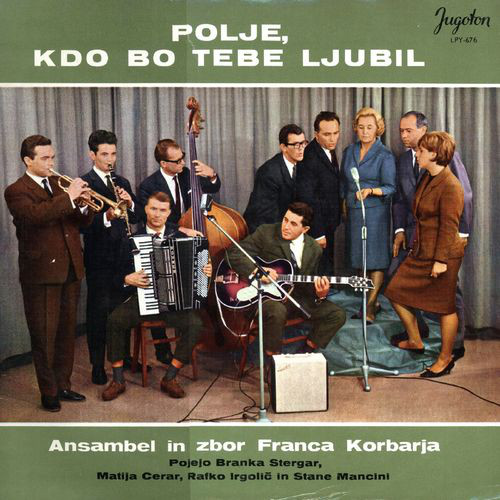 POLJE,
KDO BO TEBE LJUBIL
Jugoton
LPY-676
Ansambel in zbor Franca Korbarja
Pojejo Branka Stergar,
Matija Cerar, Rafko Irgolič in Stane Mancini